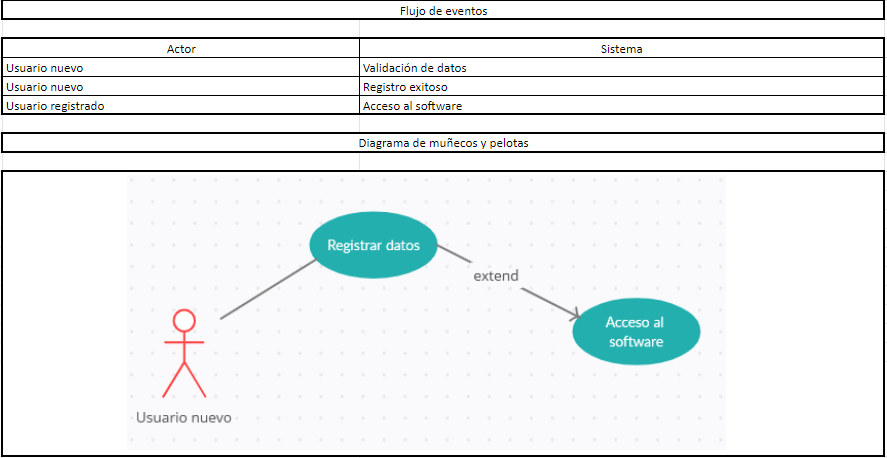 Flujo de eventos
Actor Sistema
Usuario nuevo Validación de datos
Usuario nuevo Registro exitoso
Usuario registrado Acceso al software
Diagrama de muñecos y pelotas
Registrar datos
extend
Acceso al
software
Usuario nuevo